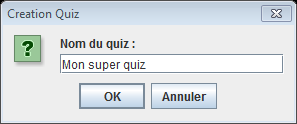 Creation Quiz
Nom du quiz :
Mon super quiz
OK Annuler